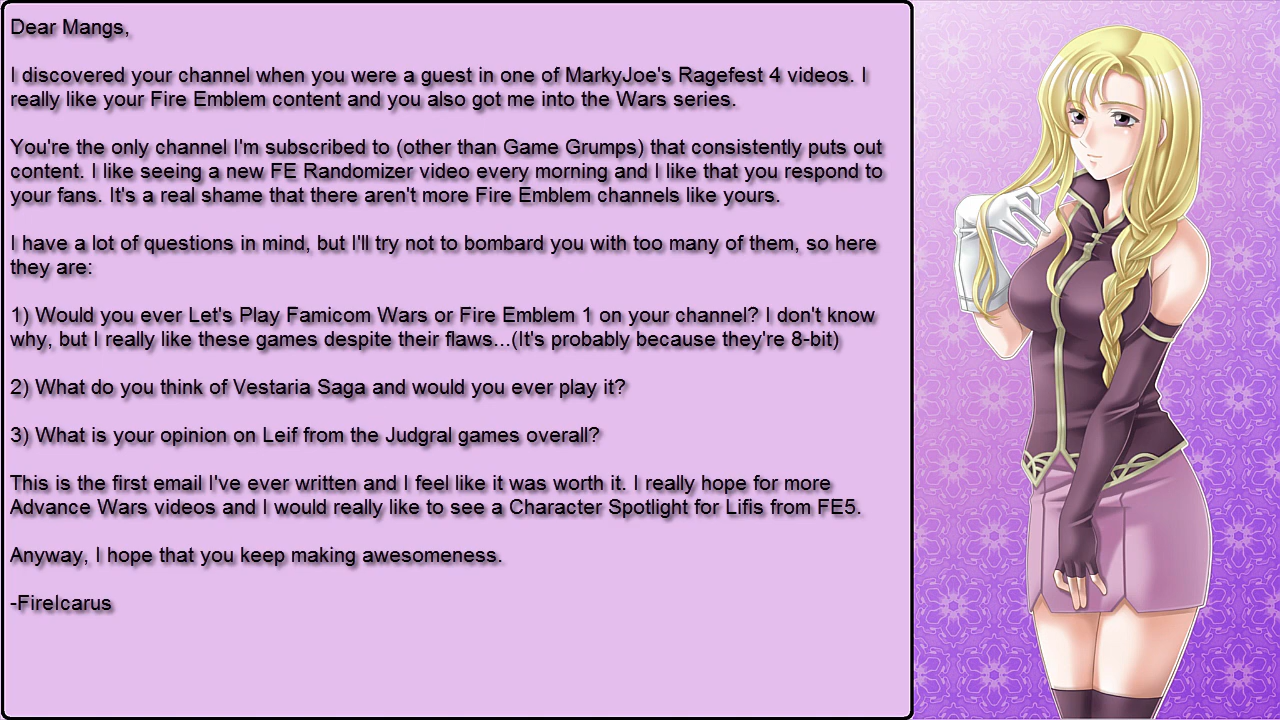 Dear Mangs,
I discovered your channel when you were a guest in one of MarkyJoe's Ragefest 4 videos. I
really like your Fire Emblem content and you also got me into the Wars series.
You're the only channel I'm subscribed to (other than Game Grumps) that consistently puts out
content. I like seeing a new FE Randomizer video every morning and I like that you respond to
your fans. It's a real shame that there aren't more Fire Emblem channels like yours.
I have a lot of questions in mind, but I'll try not to bombard you with too many of them, so here
they are:
1) Would you ever Let's Play Famicom Wars or Fire Emblem 1 on your channel? I don't know
why, but I really like these games despite their flaws...(It's probably because they're 8-bit)
2) What do you think of Vestaria Saga and would you ever play it?
3) What is your opinion on Leif from the Judgral games overall?
This is the first email I've ever written and I feel like it was worth it. I really hope for more
Advance Wars videos and I would really like to see a Character Spotlight for Lifis from FE5.
Anyway, I hope that you keep making awesomeness.
-FireIcarus